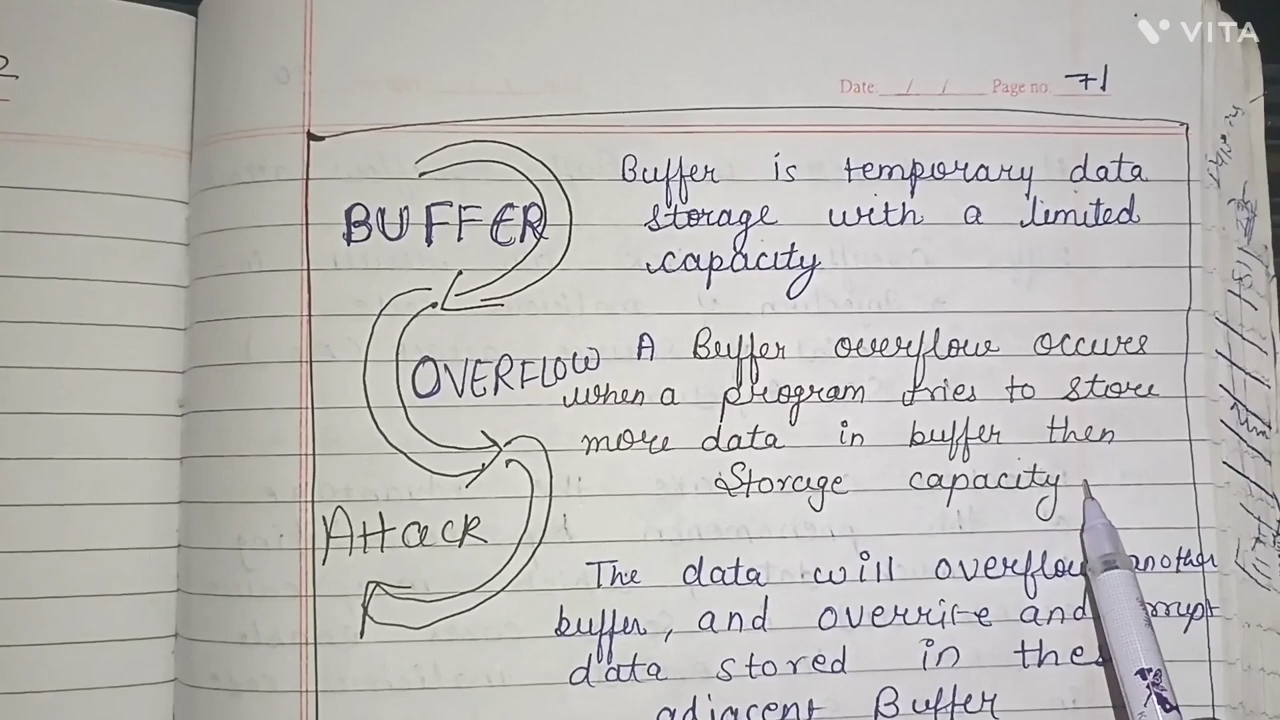 VITA
Date / / Page no. 71
BUFFER
Buffer is temporary data
storage with a limited
capacity
OVERFLOW
A Buffer overflow occurs
when a program tries to store
more data in buffer then
Storage capacity
Attack
The data will overflow another
buffer, and overrite and
data stored in the
adjacent Buffer